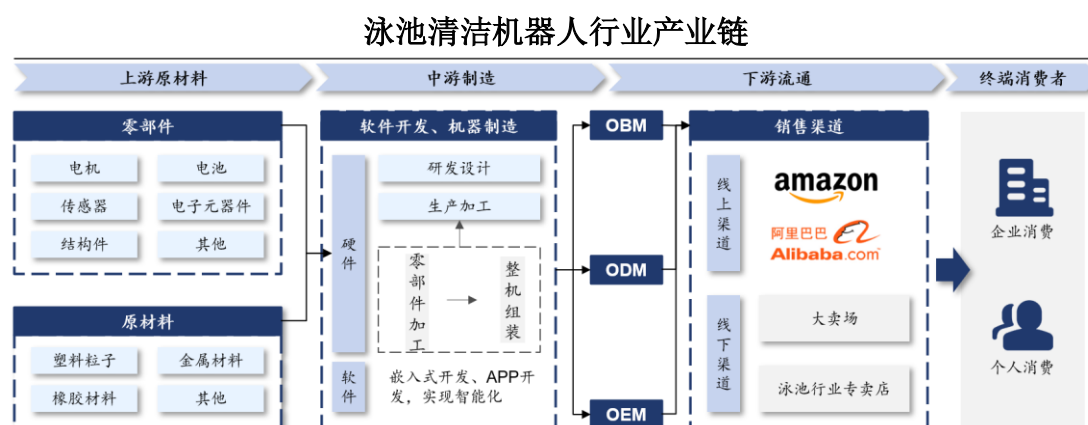 泳池清洁机器人行业产业链
上游原材料
中游制造
下游流通
终端消费者
零部件
电机
电池
传感器
电子元器件
结构件
其他
原材料
塑料粒子
金属材料
橡胶材料
其他
软件开发、机器制造
硬件
研发设计
生产加工
零部件加工
整机组装
软件
嵌入式开发、APP开
发，实现智能化
OBM
ODM
OEM
销售渠道
线上渠道
amazon
阿里巴巴
Alibaba.com
线下渠道
大卖场
泳池行业专卖店
企业消费
个人消费